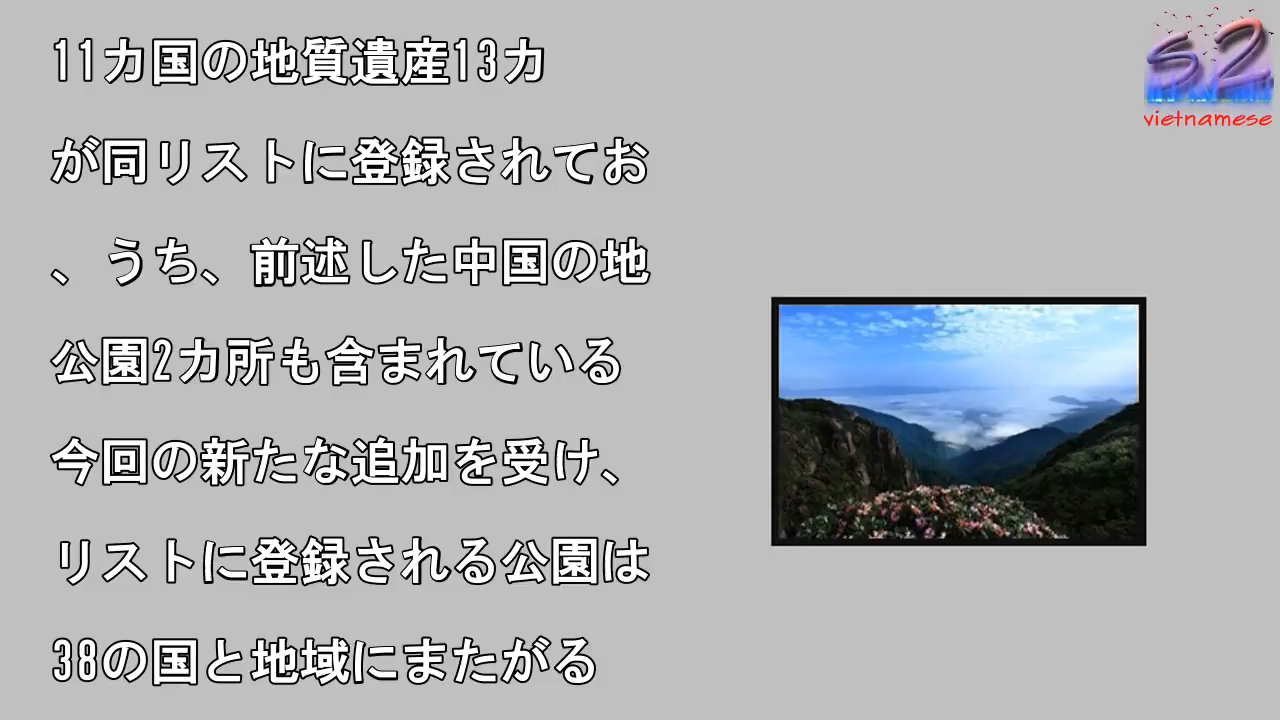 11カ国の地質遺産13カ
が同リストに登録されてお
、うち、前述した中国の地
公園2カ所も含まれている
今回の新たな追加を受け、
リストに登録される公園は
38の国と地域にまたがる
S2
vietnamese